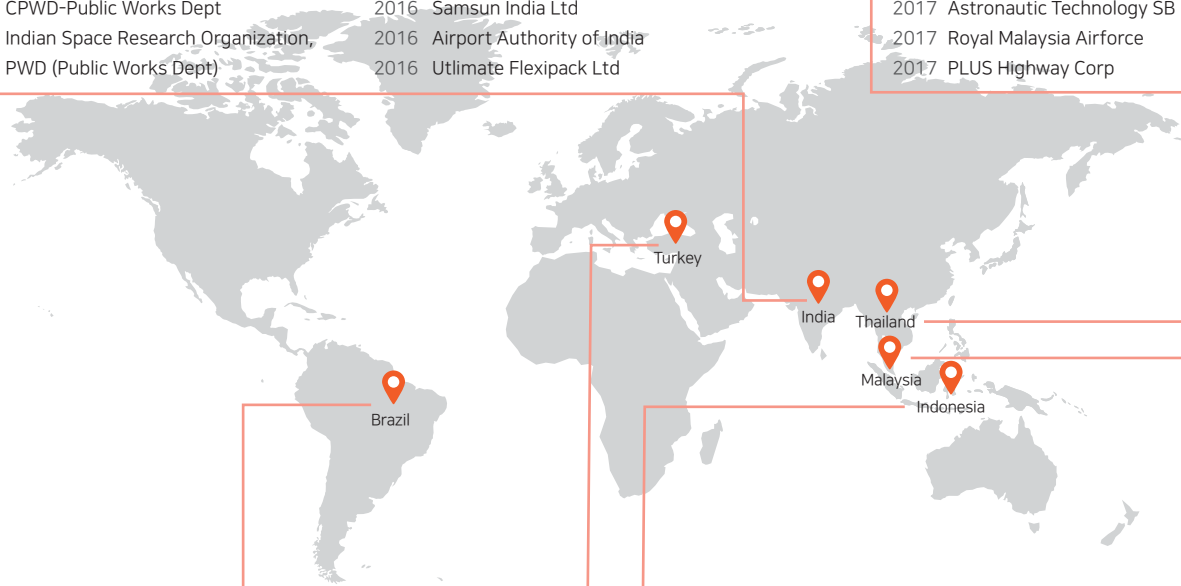 CPWD-Public Works Dept
Indian Space Research Organization,
PWD (Public Works Dept)
2016 Samsun India Ltd
2016 Airport Authority of India
2016 Utlimate Flexipack Ltd
2017 Astronautic Technology SB
2017 Royal Malaysia Airforce
2017 PLUS Highway Corp
Turkey
India
Thailand
Malaysia
Indonesia
Brazil